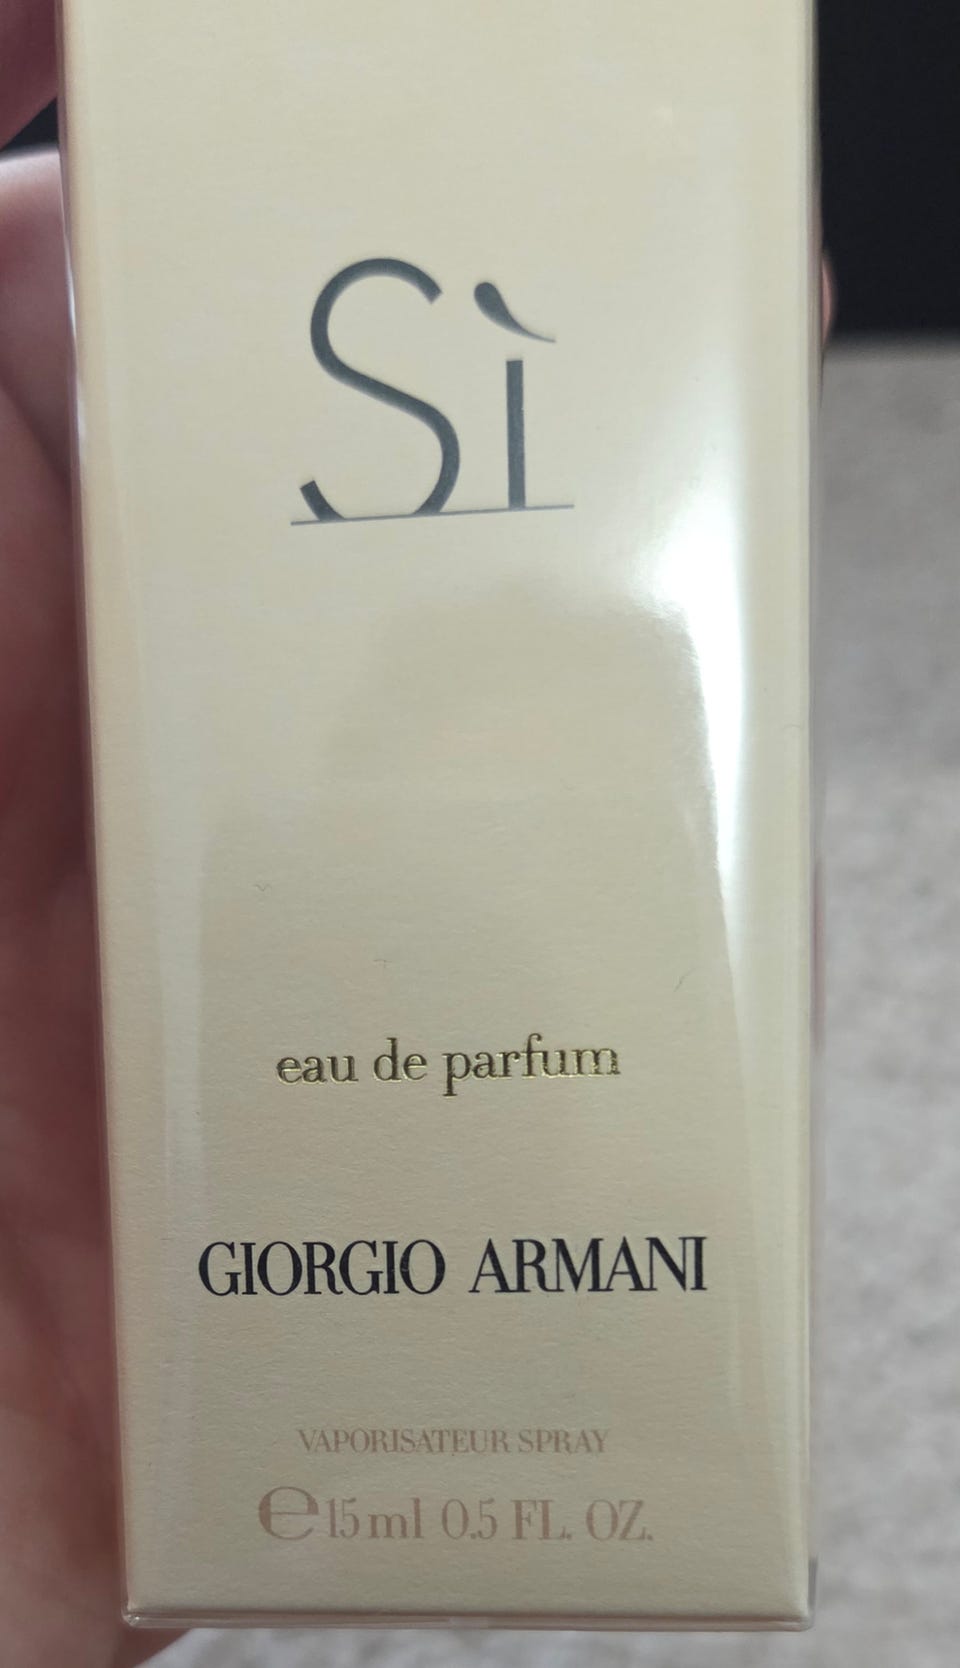 Sì
eau de parfum
GIORGIO ARMANI
VAPORISATEUR SPRAY
℮ 15 ml 0.5 FL. OZ.